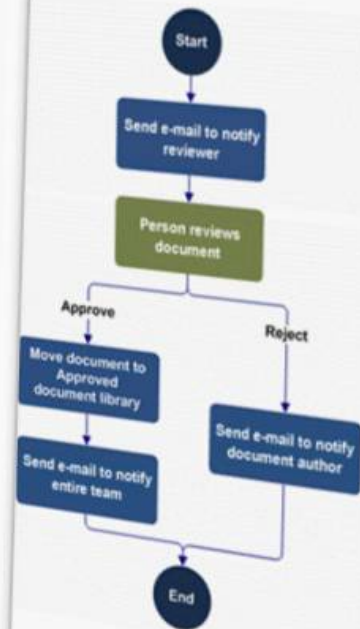 Start
Send e-mail to notify
reviewer
Person reviews
document
Approve
Reject
Move document to
Approved
document library
Send e-mail to notify
document author
Send e-mail to notify
entire team
End